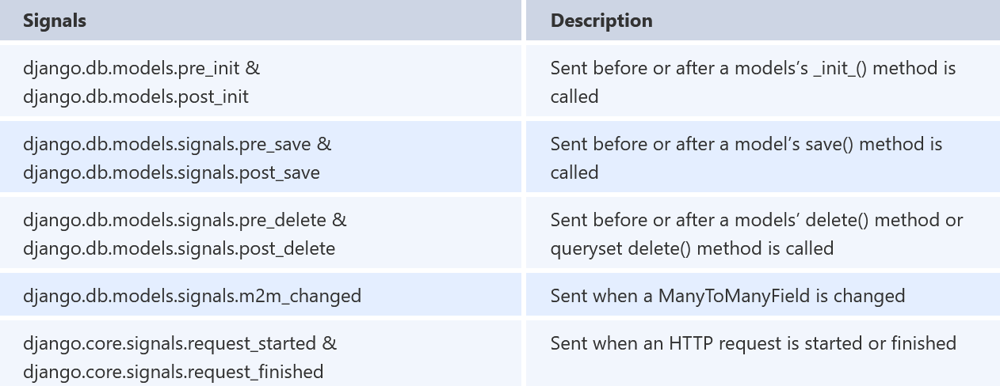 Signals
Description
django.db.models.pre_init &
django.db.models.post_init
Sent before or after a models’s _init_() method is
called
django.db.models.signals.pre_save &
django.db.models.signals.post_save
Sent before or after a model’s save() method is
called
django.db.models.signals.pre_delete &
django.db.models.signals.post_delete
Sent before or after a models’ delete() method or
queryset delete() method is called
django.db.models.signals.m2m_changed
Sent when a ManyToManyField is changed
django.core.signals.request_started &
django.core.signals.request_finished
Sent when an HTTP request is started or finished